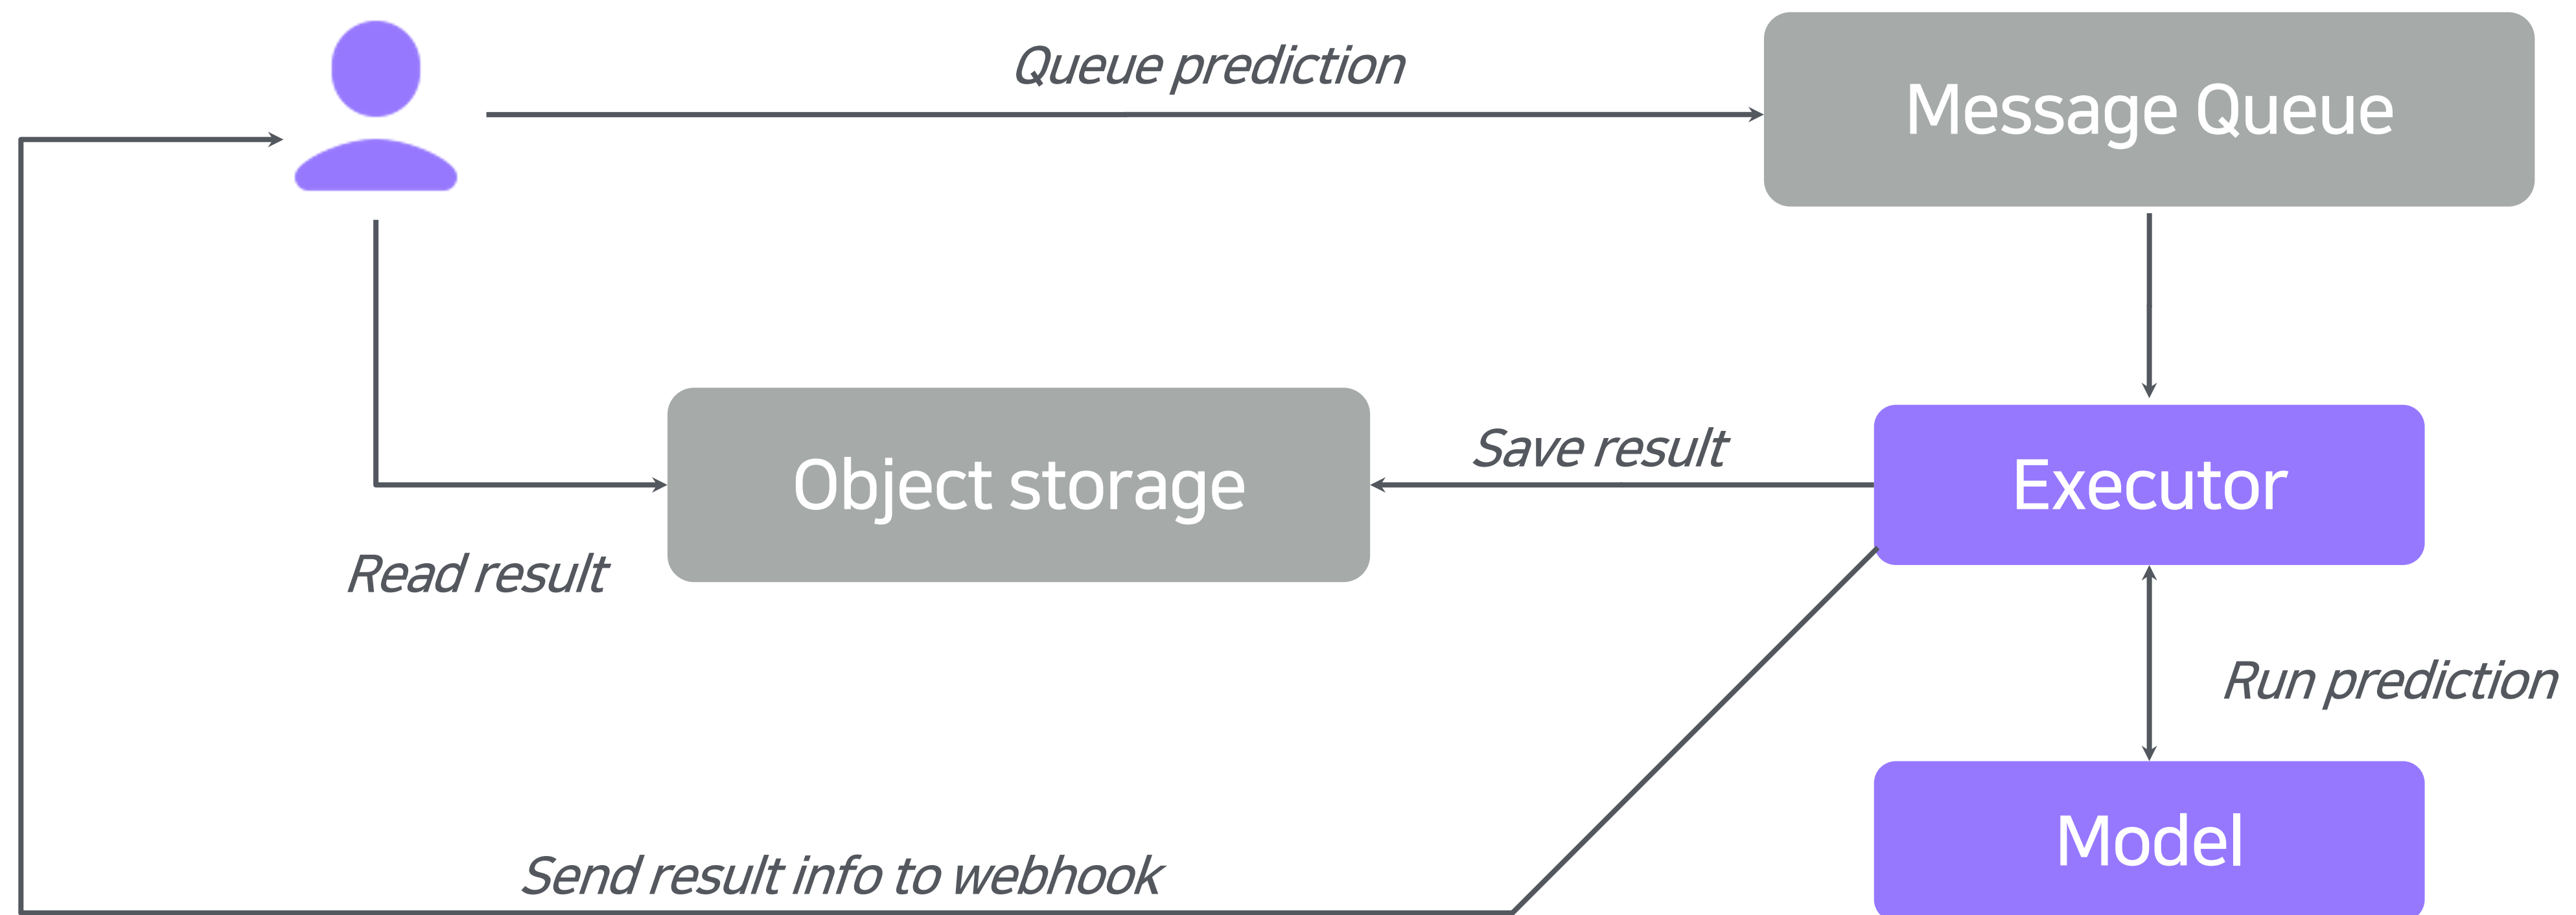 Queue prediction
Message Queue
Save result
Object storage
Executor
Read result
Run prediction
Model
Send result info to webhook